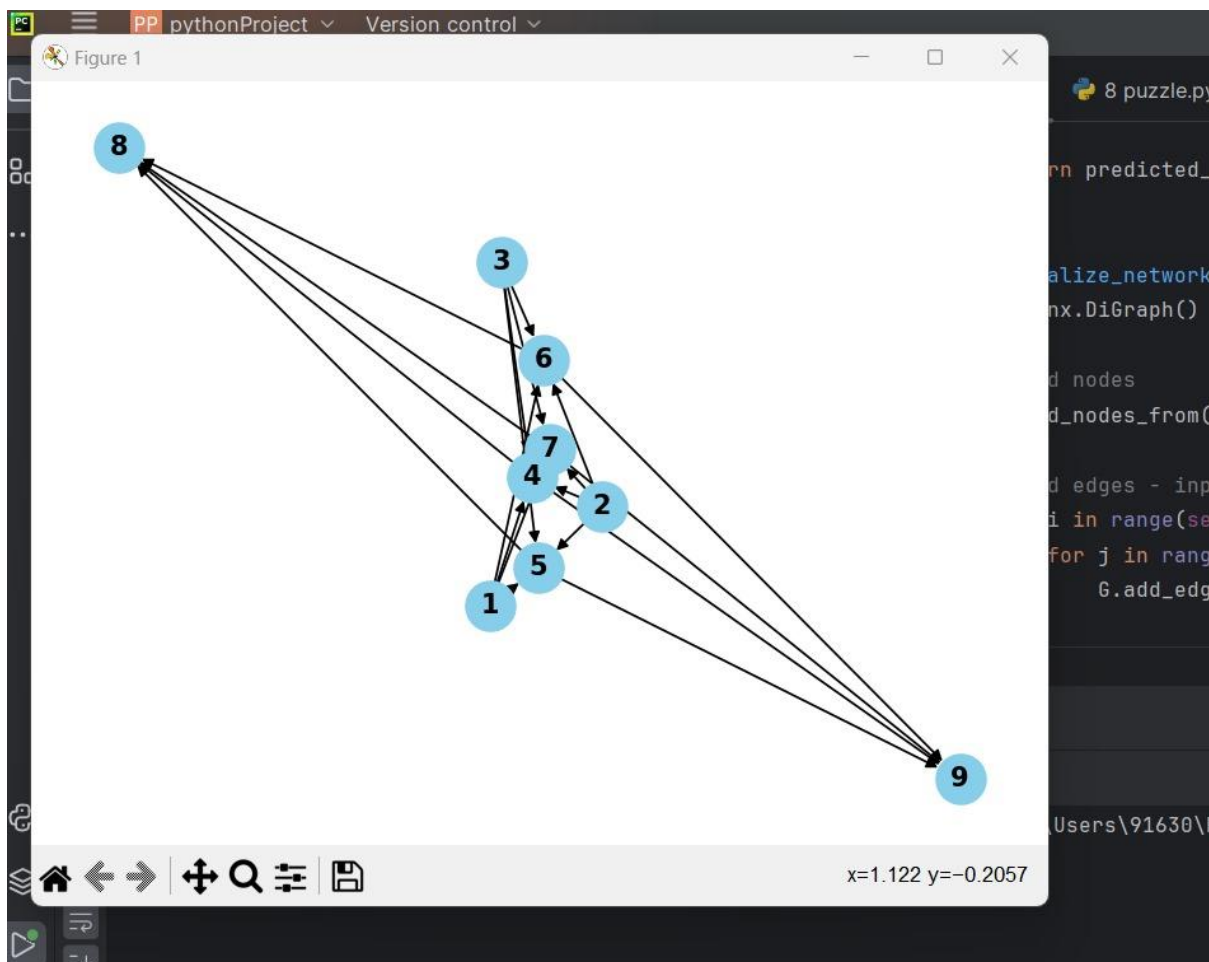 PC
PP pythonProject Version control
Figure 1
8 puzzle.py
8
3
rn predicted_
6
alize_network
nx.DiGraph()
d nodes
d_nodes_from(
7
4
2
d edges - inp
i in range(se
for j in rang
G.add_edg
5
1
9
\Users\91630\
x=1.122 y=−0.2057